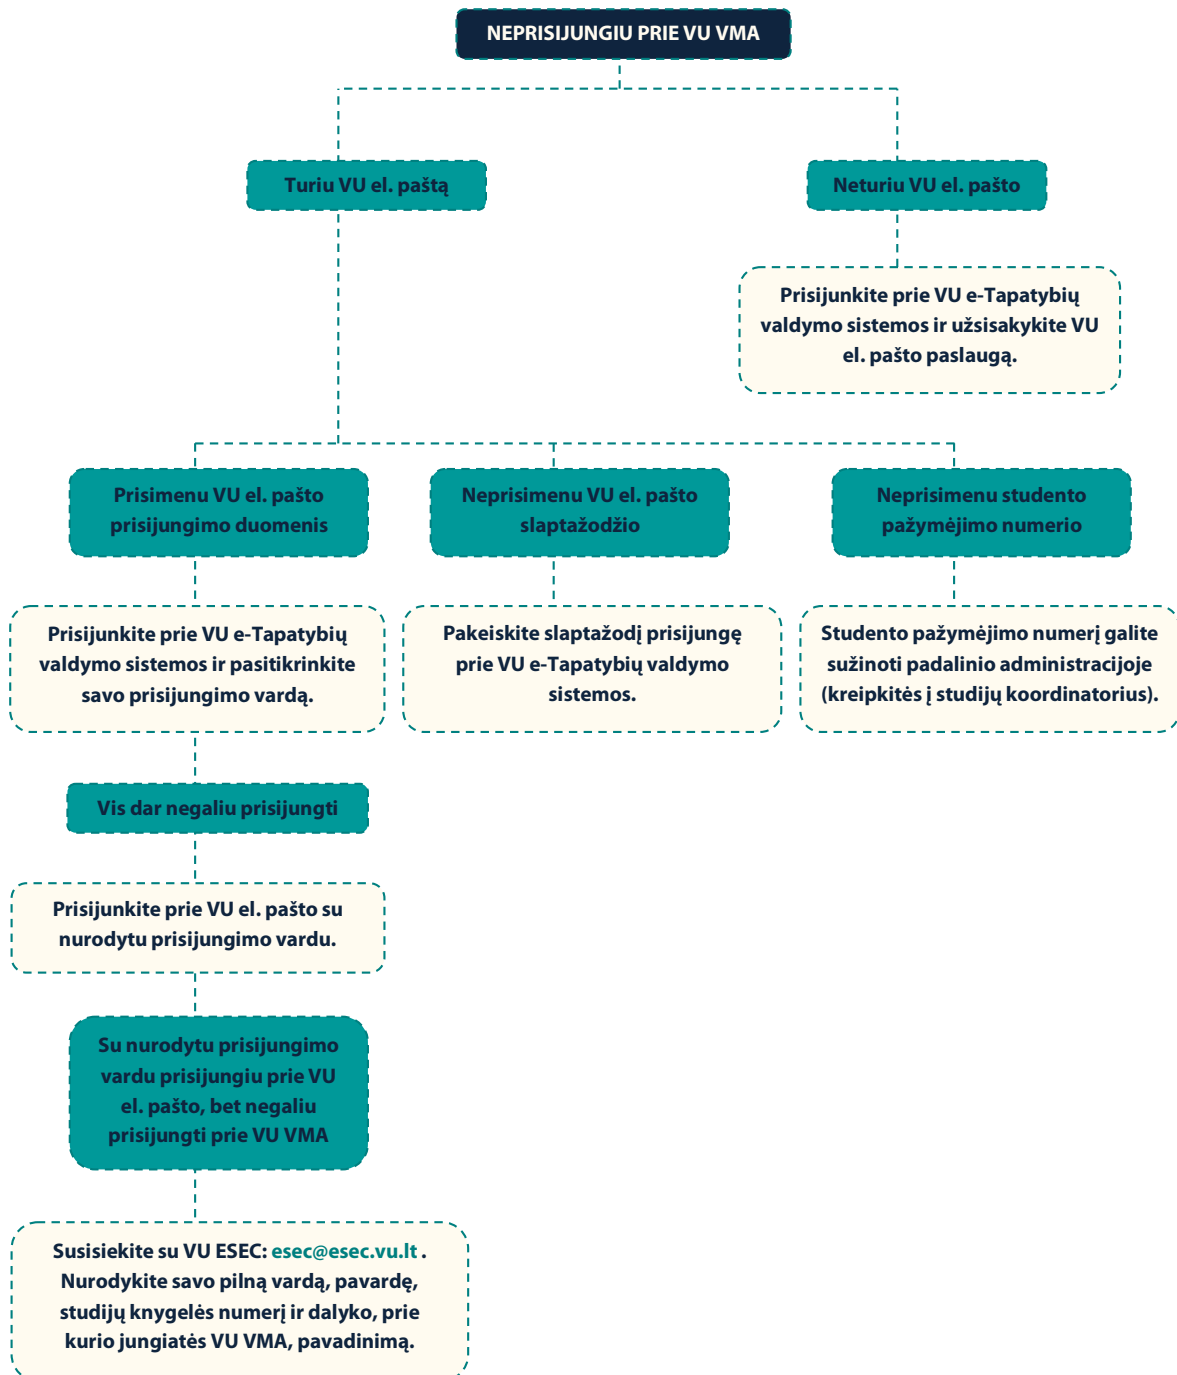 NEPRISIJUNGIU PRIE VU VMA
Turiu VU el. paštą
Neturiu VU el. pašto
Prisijunkite prie VU e-Tapatybių
valdymo sistemos ir užsisakykite VU
el. pašto paslaugą.
Prisimenu VU el. pašto
prisijungimo duomenis
Neprisimenu VU el. pašto
slaptažodžio
Neprisimenu studento
pažymėjimo numerio
Prisijunkite prie VU e-Tapatybių
valdymo sistemos ir pasitikrinkite
savo prisijungimo vardą.
Pakeiskite slaptažodį prisijungę
prie VU e-Tapatybių valdymo
sistemos.
Studento pažymėjimo numerį galite
sužinoti padalinio administracijoje
(kreipkitės į studijų koordinatorius).
Vis dar negaliu prisijungti
Prisijunkite prie VU el. pašto su
nurodytu prisijungimo vardu.
Su nurodytu prisijungimo
vardu prisijungiu prie VU
el. pašto, bet negaliu
prisijungti prie VU VMA
Susisiekite su VU ESEC: esec@esec.vu.lt .
Nurodykite savo pilną vardą, pavardę,
studijų knygelės numerį ir dalyko, prie
kurio jungiatės VU VMA, pavadinimą.